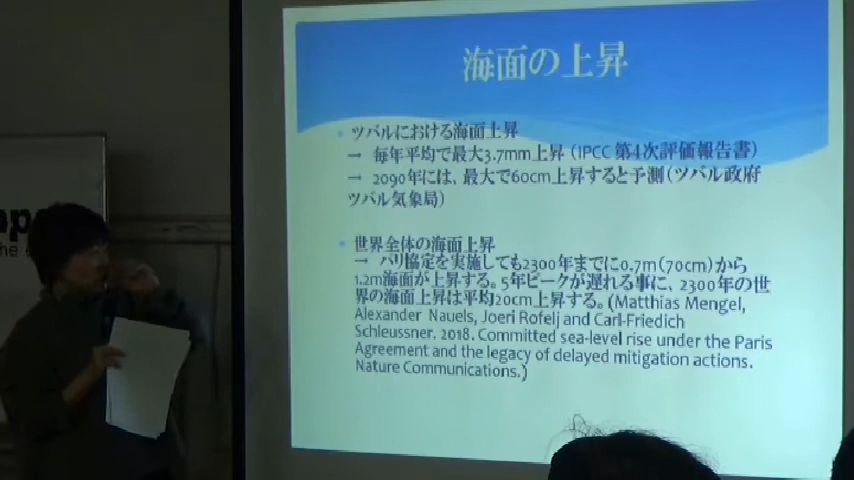 海面の上昇
ツバルにおける海面上昇
→ 毎年平均で最大3.7mm上昇（IPCC 第4次評価報告書）
→ 2090年には、最大で60cm上昇すると予測（ツバル政府
ツバル気象局）
世界全体の海面上昇
→ パリ協定を実施しても2300年までに0.7m（70cm）から
1.2m海面が上昇する。5年ピークが遅れる事に、2300年の世
界の海面上昇は平均20cm上昇する。(Matthias Mengel,
Alexander Nauels, Joeri Rofelj and Carl-Friedich
Schleussner. 2018. Committed sea-level rise under the Paris
Agreement and the legacy of delayed mitigation actions.
Nature Communications.)
the